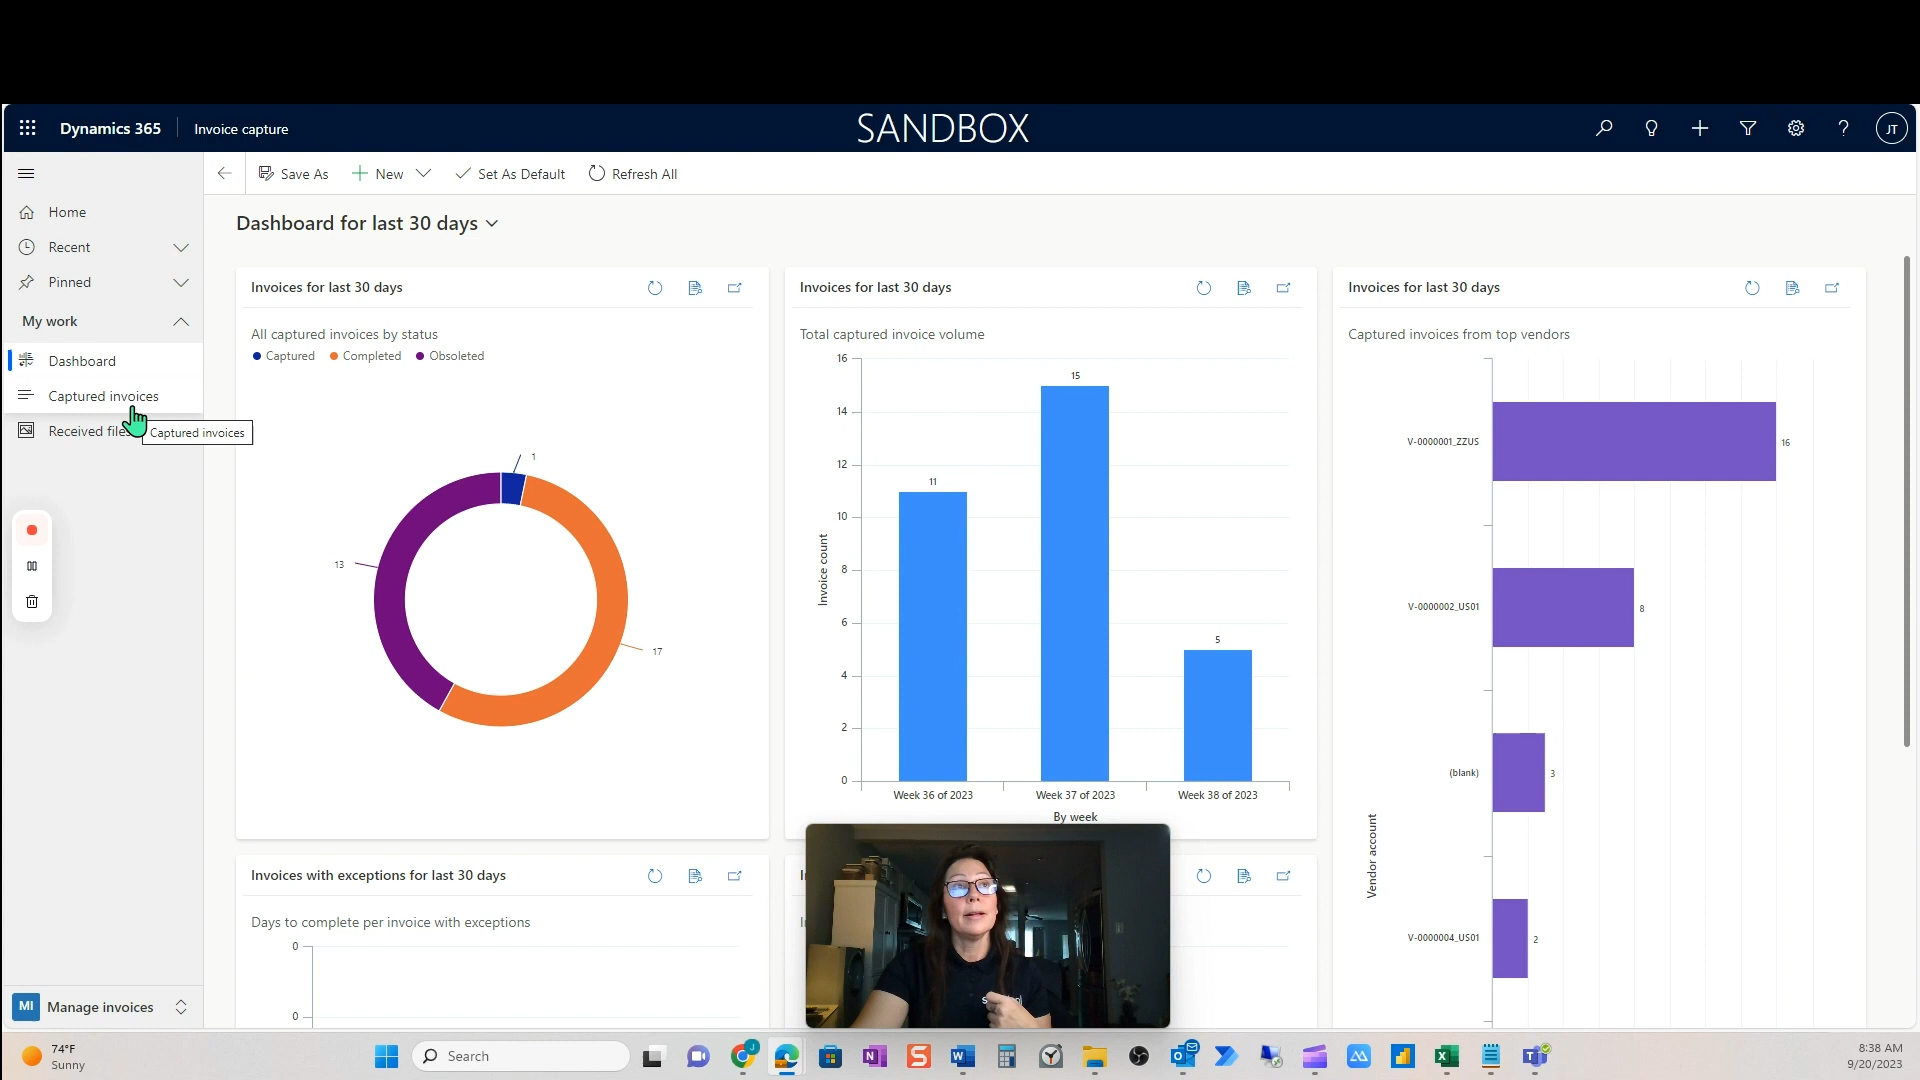 Dynamics 365
Invoice capture
SANDBOX
JT
Save As
New
Set As Default
Refresh All
Home
Recent
Pinned
My work
Dashboard
Captured invoices
Received files
Captured invoices
MI
Manage invoices
Dashboard for last 30 days
Invoices for last 30 days
All captured invoices by status
Captured
Completed
Obsoleted
1
13
17
Invoices for last 30 days
Total captured invoice volume
16
14
12
10
8
6
4
2
0
Invoice count
11
15
5
Week 36 of 2023
Week 37 of 2023
Week 38 of 2023
By week
Invoices for last 30 days
Captured invoices from top vendors
V-0000001_ZZUS
16
V-0000002_US01
8
(blank)
3
V-0000004_US01
2
Vendor account
Invoices with exceptions for last 30 days
Days to complete per invoice with exceptions
0
0
74°F
Sunny
Search
8:38 AM
9/20/2023